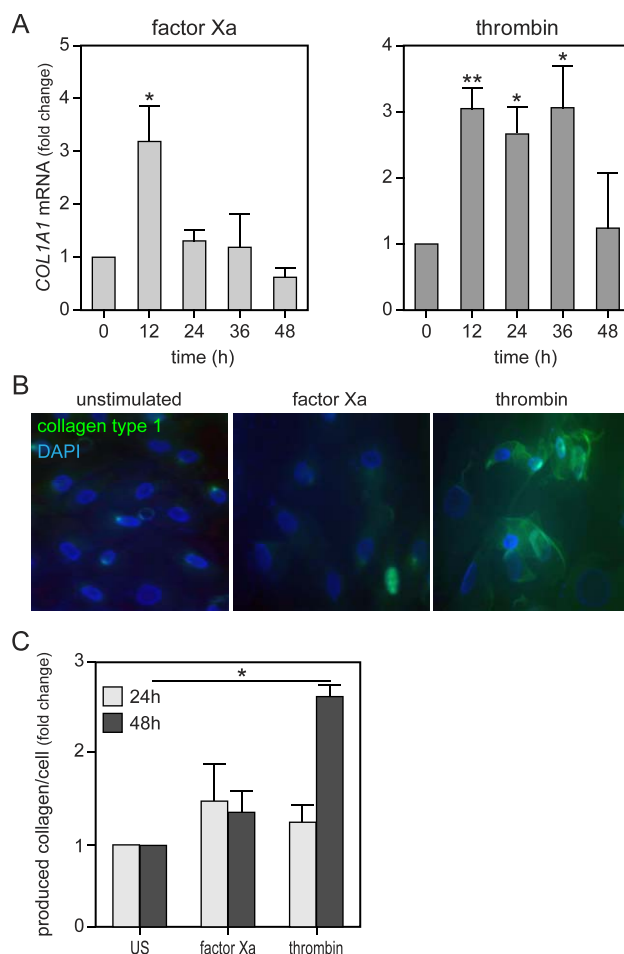 A
factor Xa
thrombin
COL1A1 mRNA (fold change)
5
4
3
2
1
0
*
0 12 24 36 48
time (h)
4
3
2
1
0
** * *
0 12 24 36 48
time (h)
B
unstimulated factor Xa thrombin
collagen type 1
DAPI
C
produced collagen/cell (fold change)
3
2
1
0
*
24h
48h
US factor Xa thrombin